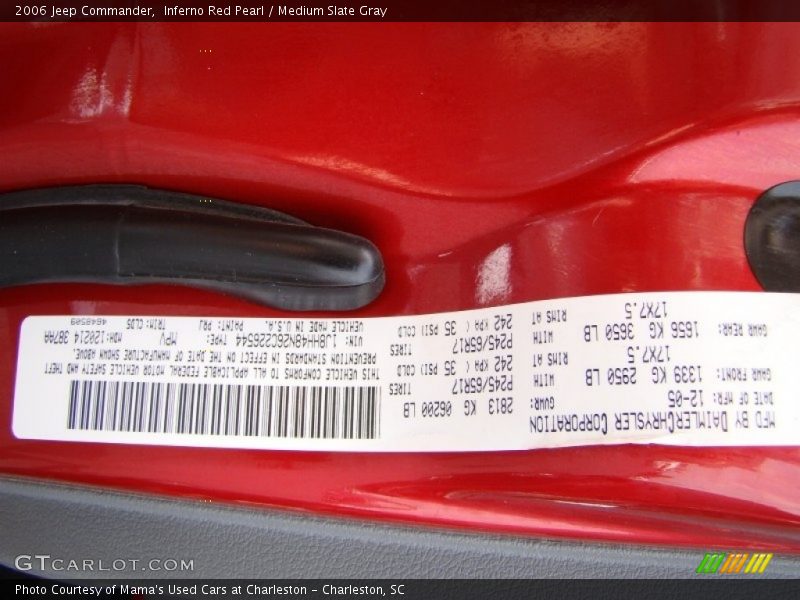 2006 Jeep Commander,  Inferno Red Pearl / Medium Slate Gray
MFD BY DAIMLERCHRYSLER CORPORATION
DATE OF MFR: 12-05 GVWR: 2813 KG 06200 LB
GAWR FRONT: 1339 KG 2950 LB WITH P245/65R17 TIRES
17X7.5 RIMS AT 242 KPA ( 35 PSI) COLD
GAWR REAR: 1656 KG 3650 LB WITH P245/65R17 TIRES
17X7.5 RIMS AT 242 KPA ( 35 PSI) COLD
THIS VEHICLE CONFORMS TO ALL APPLICABLE FEDERAL MOTOR VEHICLE SAFETY AND THEFT
PREVENTION STANDARDS IN EFFECT ON THE DATE OF MANUFACTURE SHOWN ABOVE.
VIN: 1J8HH48N26C226544 TYPE: MPV MDH:120214 387AA
VEHICLE MADE IN U.S.A. PAINT: PRJ TRIM: CLD5 4648509
GTCARLOT.COM
Photo Courtesy of Mama's Used Cars at Charleston – Charleston, SC